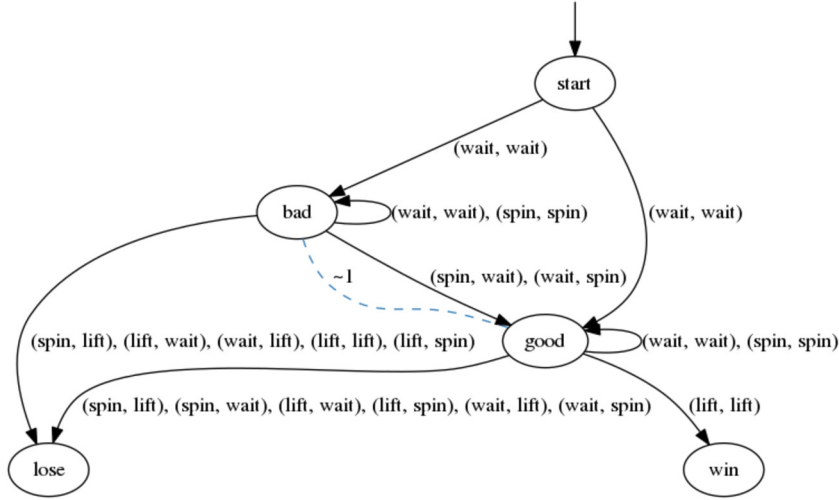 start
(wait, wait)
bad
(wait, wait), (spin, spin)
(wait, wait)
~1
(spin, wait), (wait, spin)
(spin, lift), (lift, wait), (wait, lift), (lift, lift), (lift, spin)
good
(wait, wait), (spin, spin)
(spin, lift), (spin, wait), (lift, wait), (lift, spin), (wait, lift), (wait, spin)
(lift, lift)
lose
win